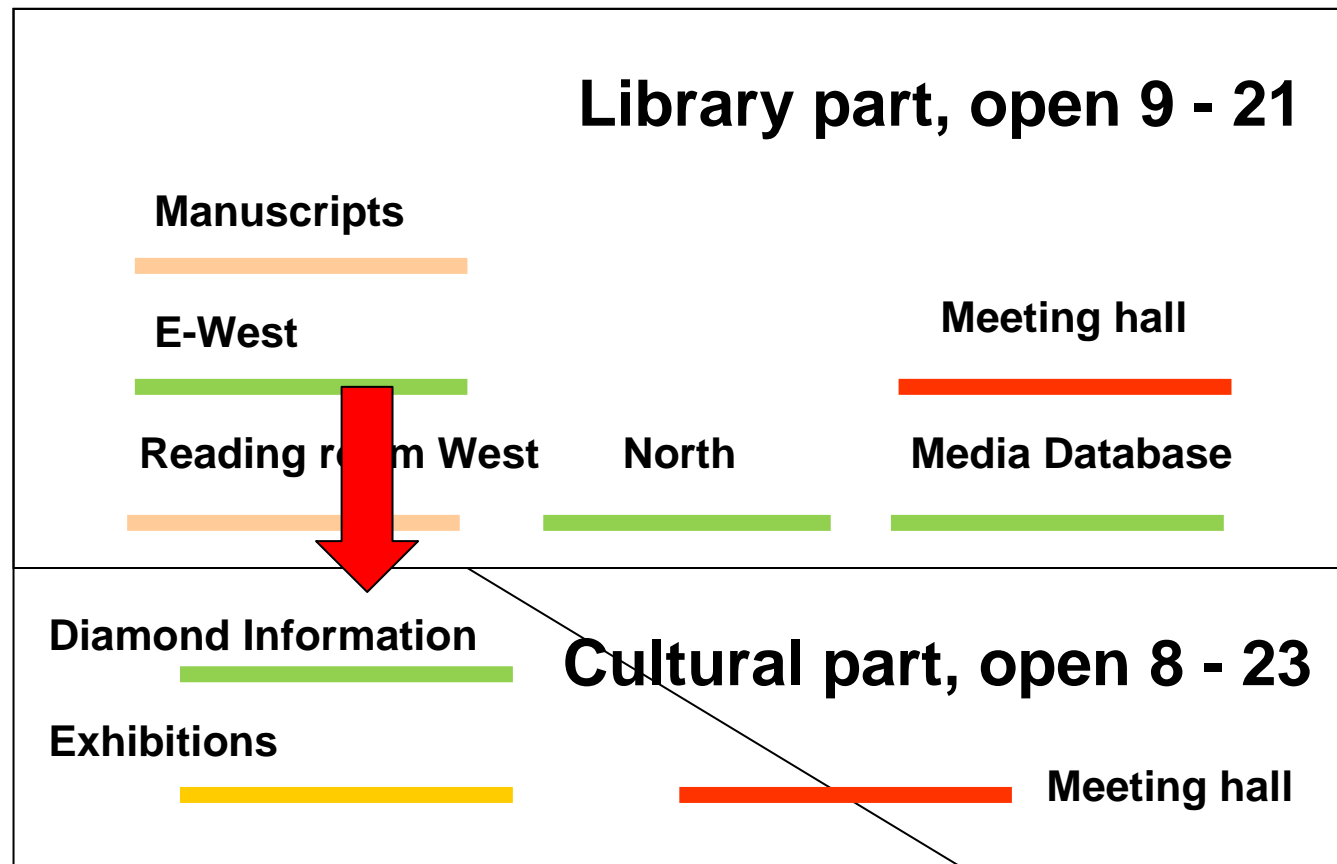 Library part, open 9 - 21
Manuscripts
Meeting hall
E-West
Reading room West
North
Media Database
Diamond Information
Cultural part, open 8 - 23
Exhibitions
Meeting hall